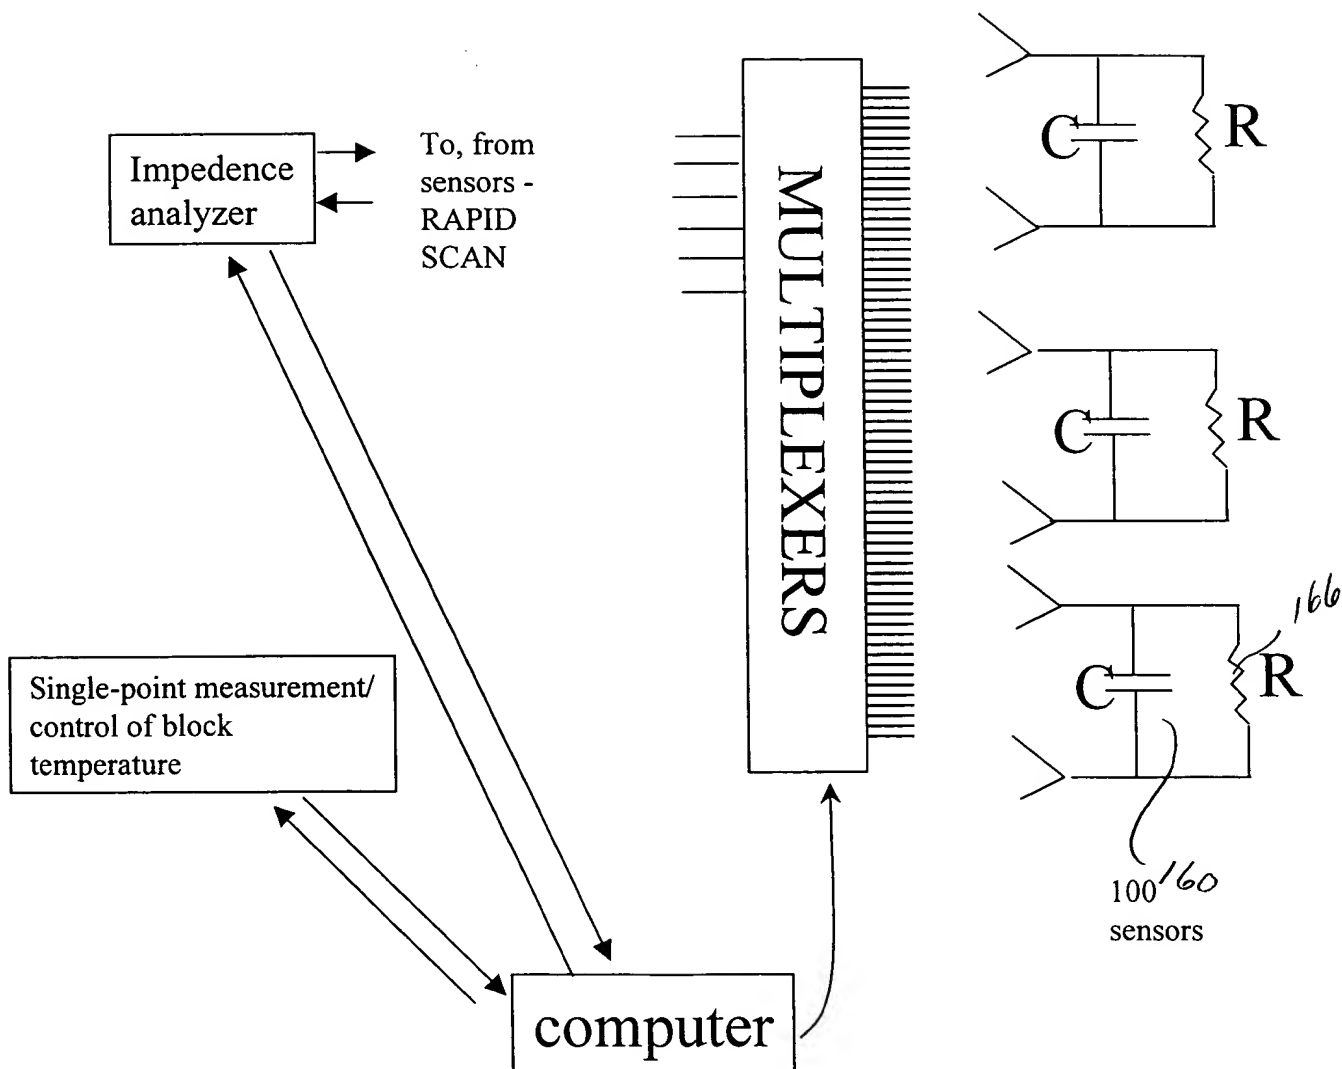 Impedence
analyzer
To, from
sensors -
RAPID
SCAN
MULTIPLEXERS
C R
C R
166
C R
Single-point measurement/
control of block
temperature
100 160
sensors
computer